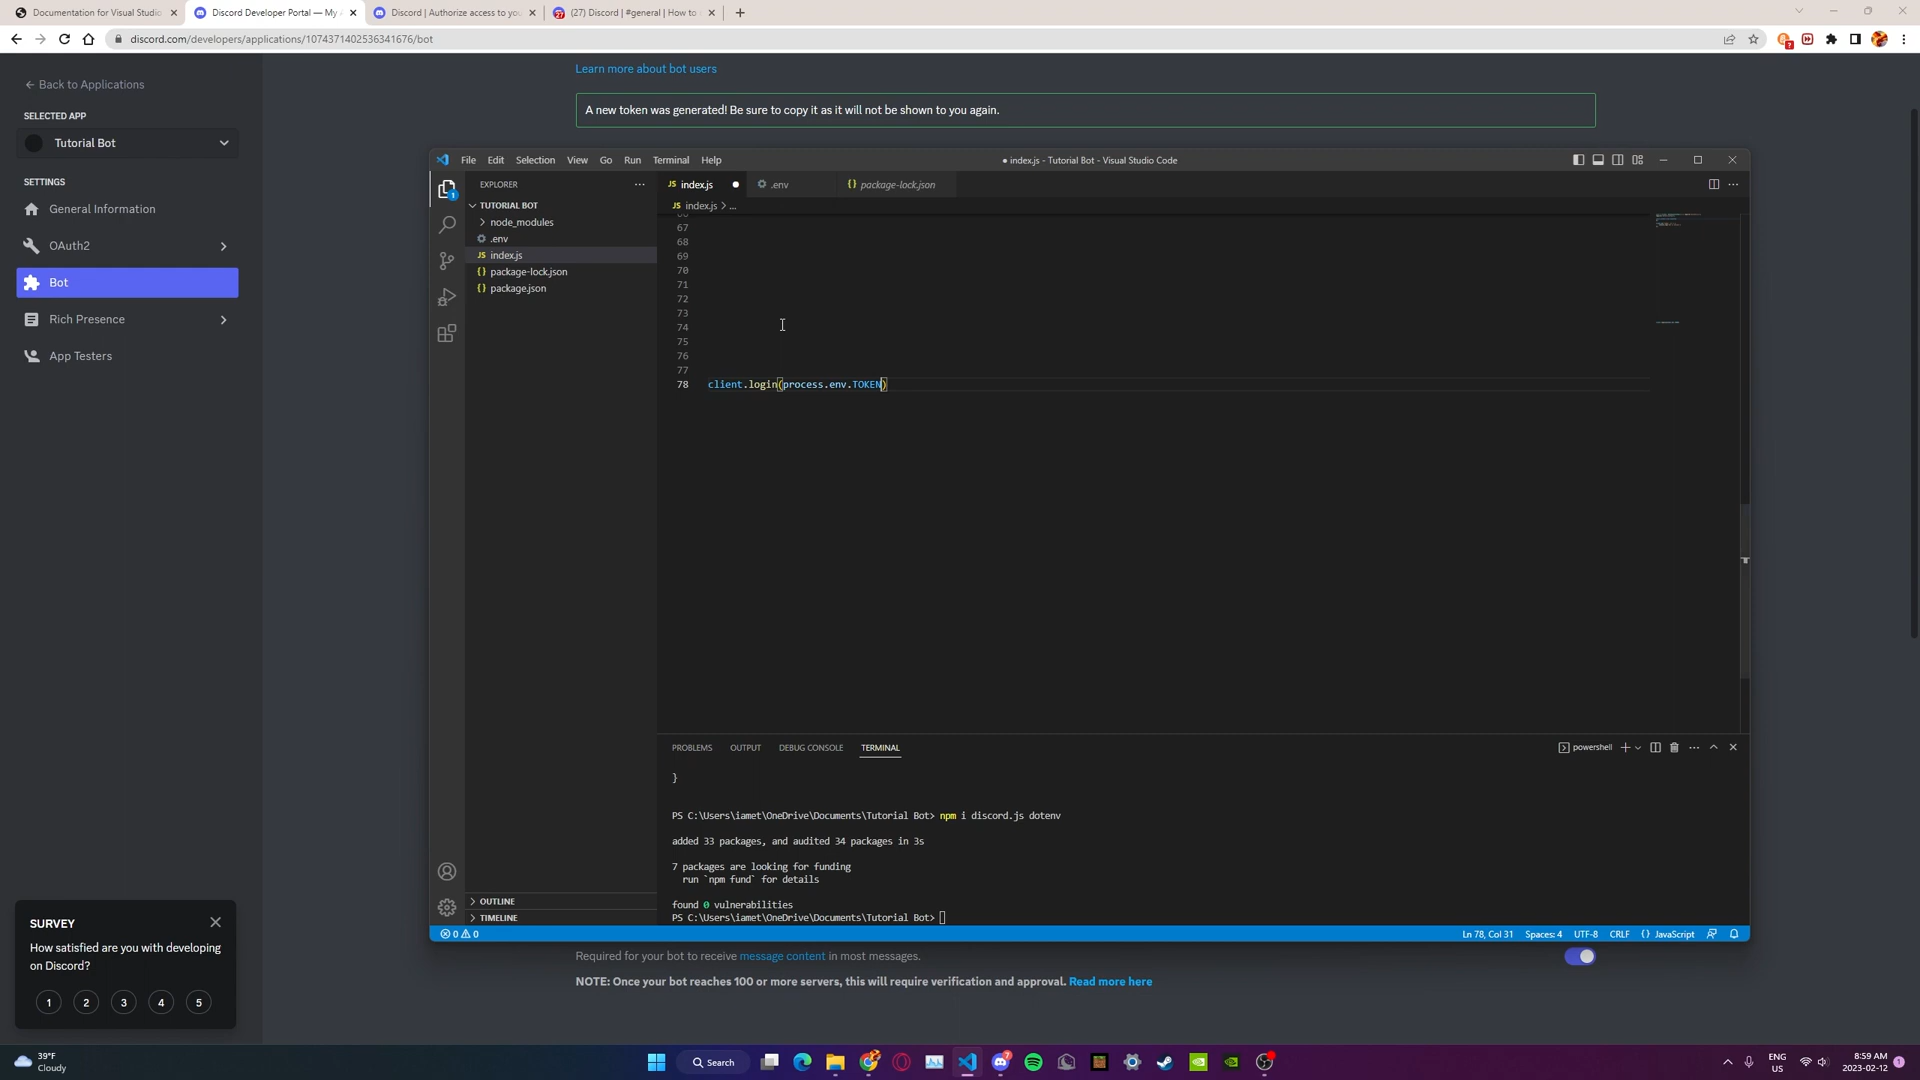 Documentation for Visual Studio
Discord Developer Portal — My A
Discord | Authorize access to you
(27) Discord | #general | How to
discord.com/developers/applications/1074371402536341676/bot
← Back to Applications
SELECTED APP
Tutorial Bot
SETTINGS
General Information
OAuth2
Bot
Rich Presence
App Testers
Learn more about bot users
A new token was generated! Be sure to copy it as it will not be shown to you again.
File Edit Selection View Go Run Terminal Help
● index.js - Tutorial Bot - Visual Studio Code
1
EXPLORER
TUTORIAL BOT
node_modules
.env
JS index.js
{} package-lock.json
{} package.json
OUTLINE
TIMELINE
JS index.js ●
.env
{} package-lock.json
JS index.js > ...
66
67
68
69
70
71
72
73
74
75
76
77
78 client.login(process.env.TOKEN)
PROBLEMS OUTPUT DEBUG CONSOLE TERMINAL
powershell
}
PS C:\Users\iamet\OneDrive\Documents\Tutorial Bot> npm i discord.js dotenv
added 33 packages, and audited 34 packages in 3s
7 packages are looking for funding
run `npm fund` for details
found 0 vulnerabilities
PS C:\Users\iamet\OneDrive\Documents\Tutorial Bot>
0 0
Ln 78, Col 31 Spaces: 4 UTF-8 CRLF {} JavaScript
Required for your bot to receive message content in most messages.
NOTE: Once your bot reaches 100 or more servers, this will require verification and approval. Read more here
SURVEY
How satisfied are you with developing
on Discord?
1 2 3 4 5
39°F
Cloudy
Search
7
ENG
US
8:59 AM
2023-02-12
1